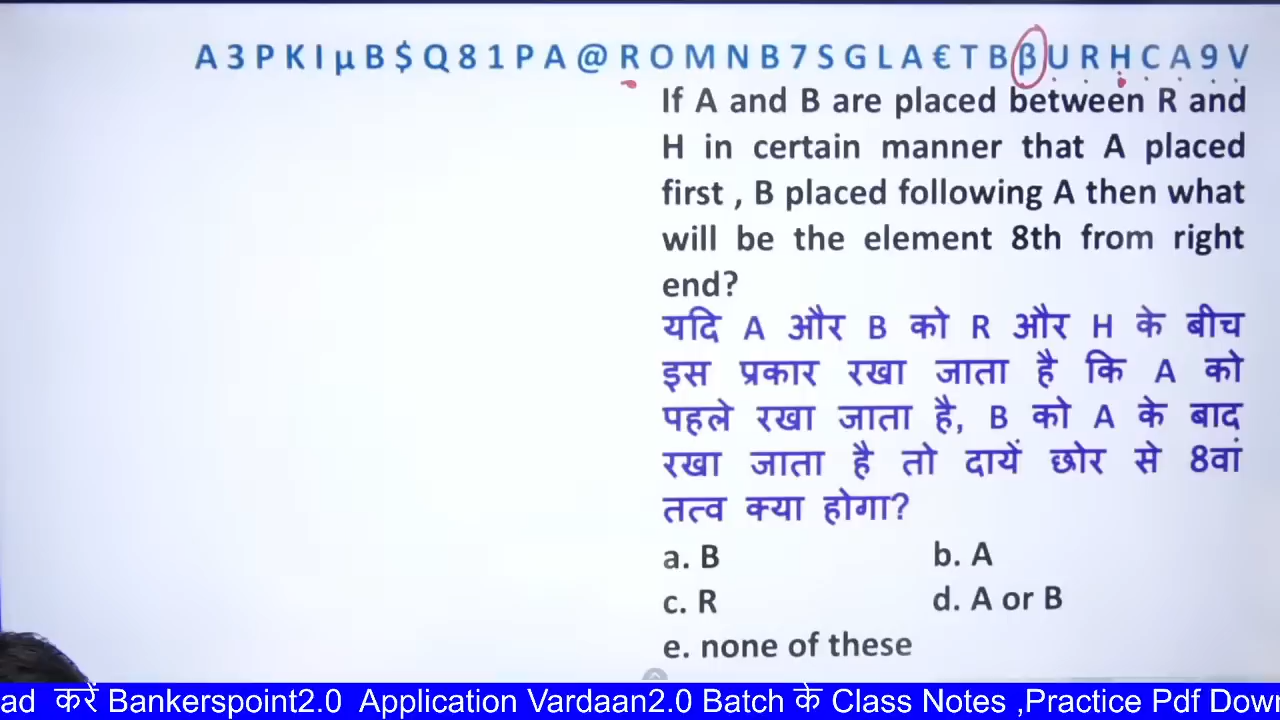 A 3 P K I µ B $ Q 8 1 P A @ R O M N B 7 S G L A € T B β U R H C A 9 V
If A and B are placed between R and
H in certain manner that A placed
first , B placed following A then what
will be the element 8th from right
end?
यदि A और B को R और H के बीच
इस प्रकार रखा जाता है कि A को
पहले रखा जाता है, B को A के बाद
रखा जाता है तो दायें छोर से 8वां
तत्व क्या होगा?
a. B b. A
c. R d. A or B
e. none of these
ad करें Bankerspoint2.0 Application Vardaan2.0 Batch के Class Notes ,Practice Pdf Dow